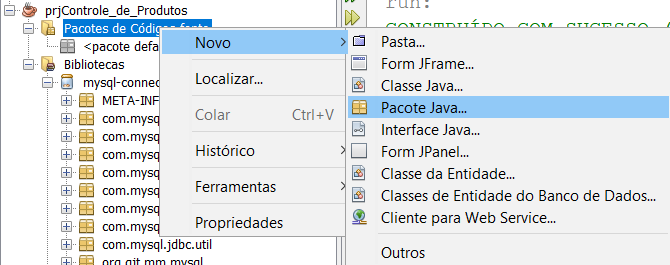 prjControle_de_Produtos
Pacotes de Códigos-fonte
<pacote defa
Bibliotecas
mysql-connec
META-INF
com.mysq
com.mysq
com.mysq
com.mysq
com.mysq
com.mysq
com.mysq
com.mysql.jdbc.util
org.git.mm.mysql
Novo
Localizar...
Colar Ctrl+V
Histórico
Ferramentas
Propriedades
run:
CONSTRUÍDO COM SUCESSO
Pasta...
Form JFrame...
Classe Java...
Pacote Java...
Interface Java...
Form JPanel...
Classe da Entidade...
Classes de Entidade do Banco de Dados...
Cliente para Web Service...
Outros